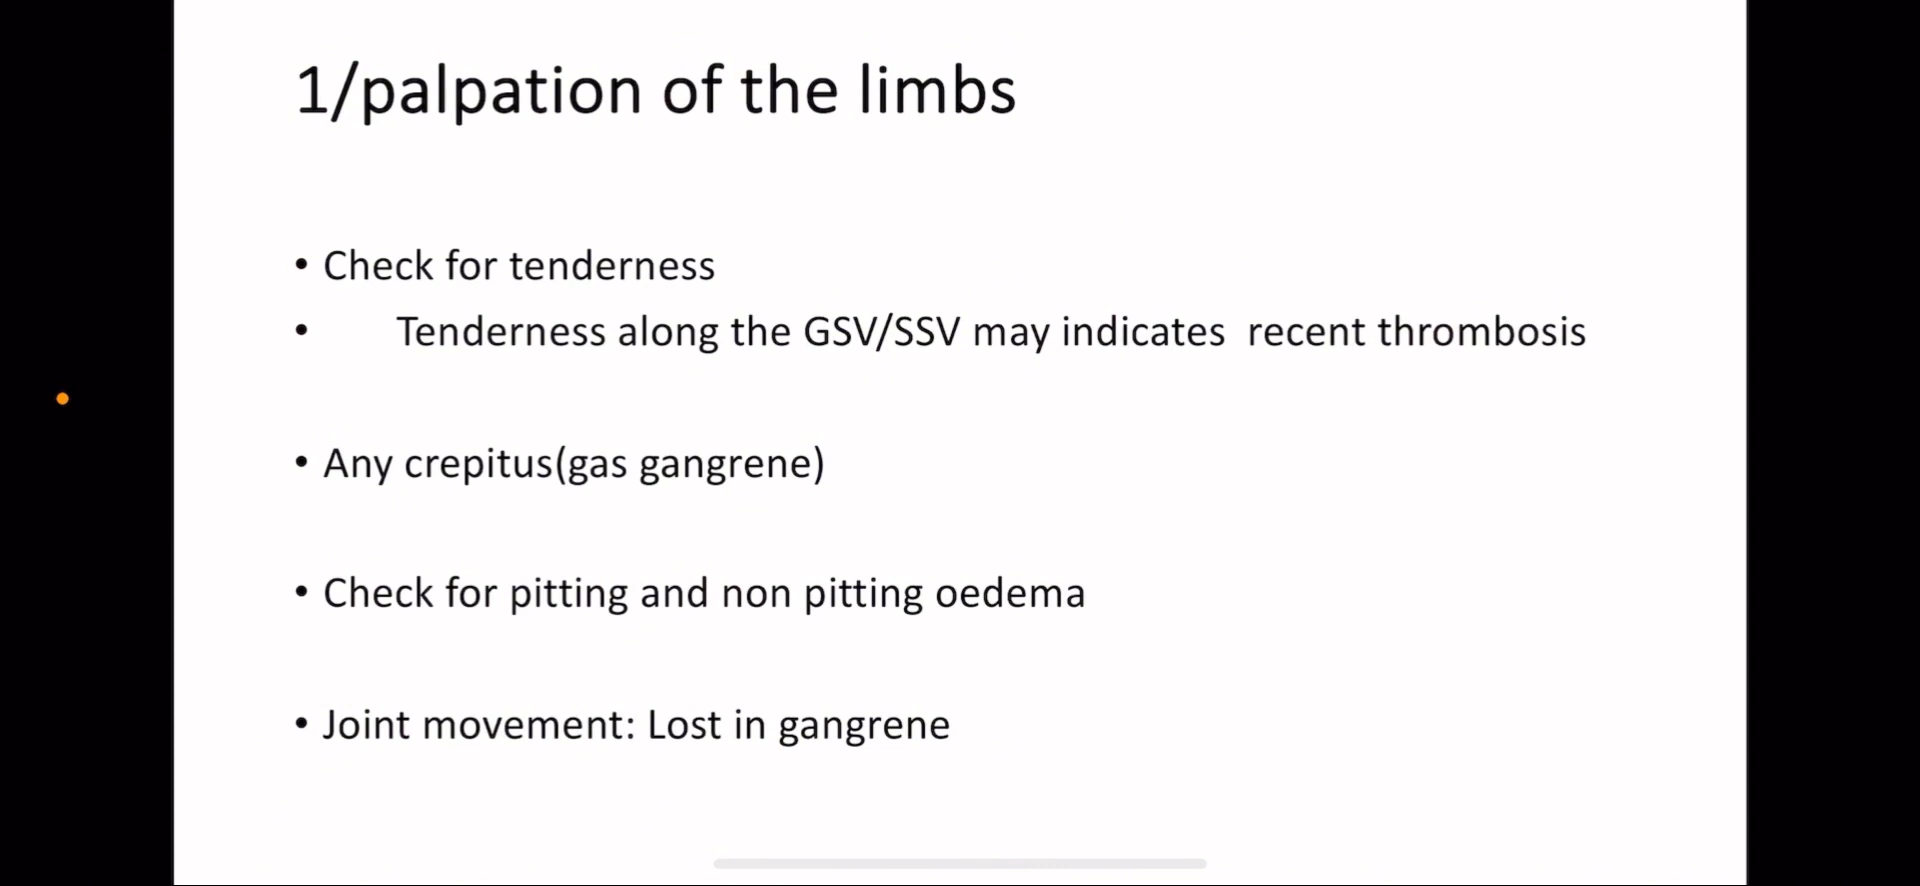 1/palpation of the limbs
• Check for tenderness
• Tenderness along the GSV/SSV may indicates recent thrombosis
• Any crepitus(gas gangrene)
• Check for pitting and non pitting oedema
• Joint movement: Lost in gangrene